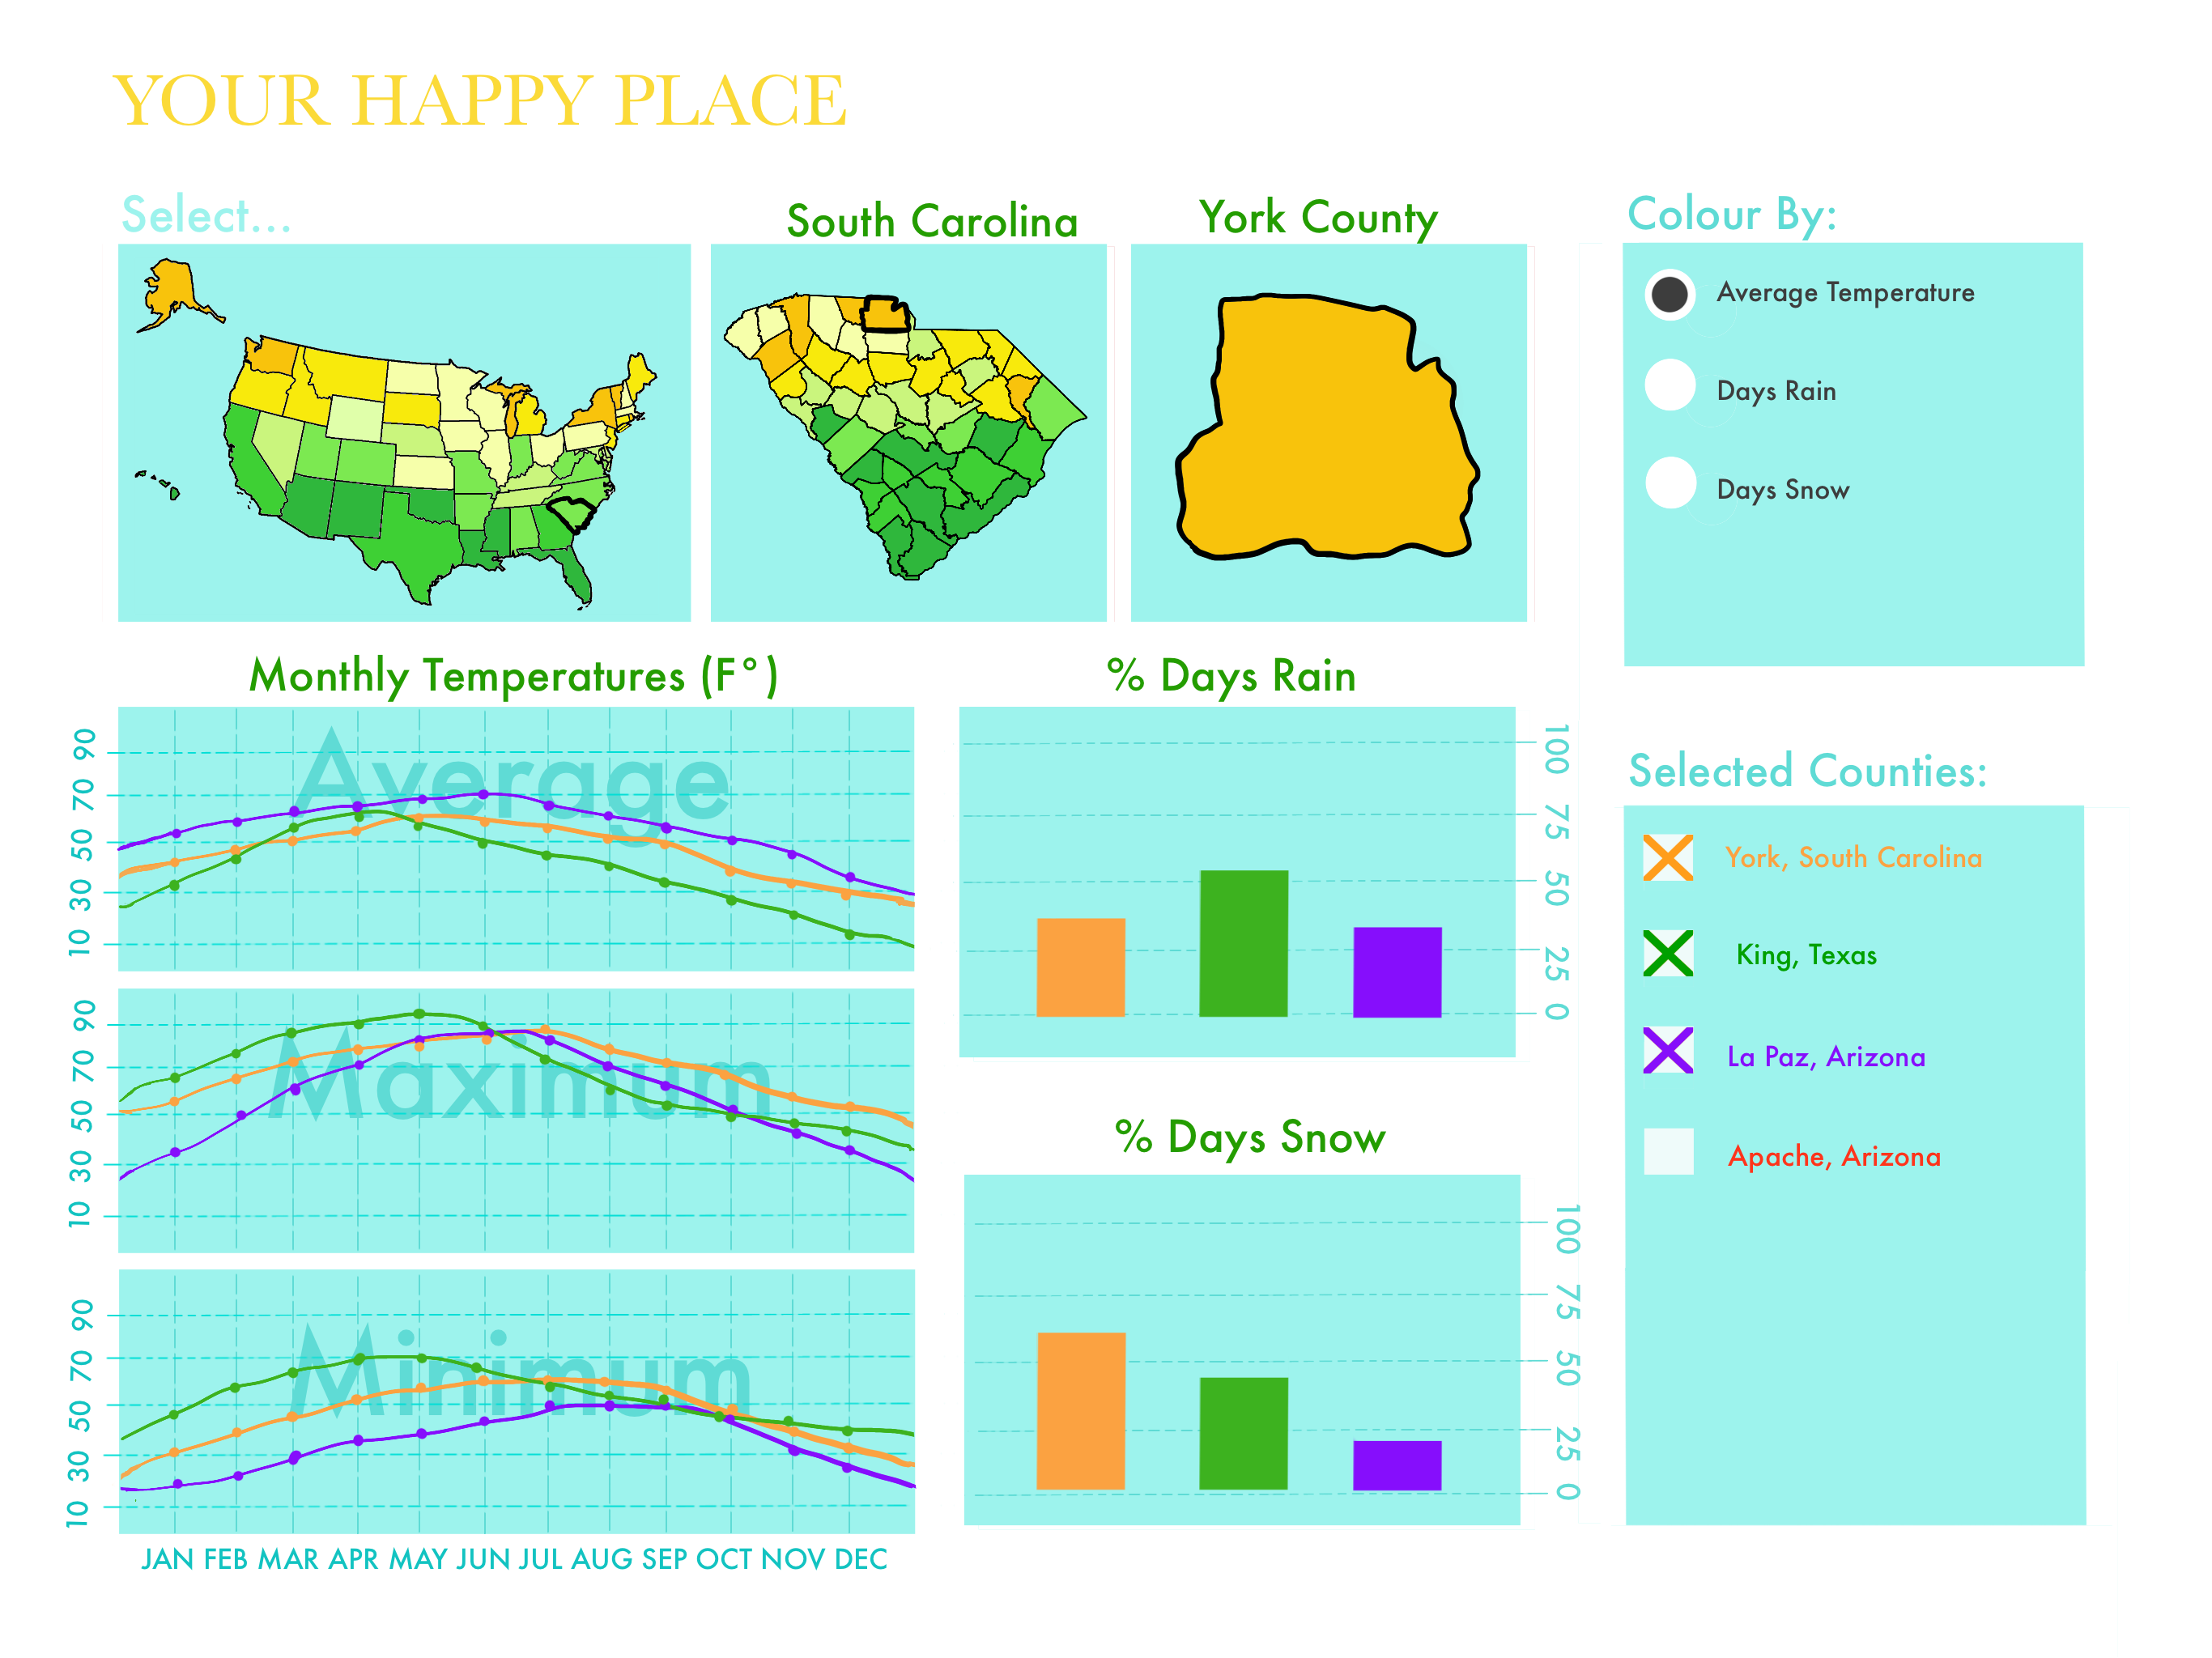 YOUR HAPPY PLACE
Select...
South Carolina
York County
Colour By:
Average Temperature
Days Rain
Days Snow
Monthly Temperatures (F°)
% Days Rain
Average
90
70
50
30
10
100
75
50
25
0
Selected Counties:
York, South Carolina
King, Texas
La Paz, Arizona
Apache, Arizona
Maximum
90
70
50
30
10
% Days Snow
100
75
50
25
0
Minimum
90
70
50
30
10
JAN FEB MAR APR MAY JUN JUL AUG SEP OCT NOV DEC